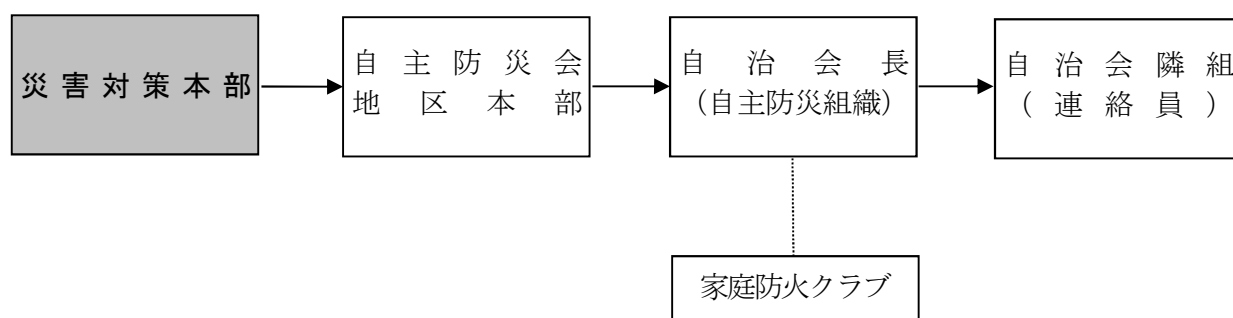 災害対策本部
自主防災会
地区本部
自治会長
（自主防災組織）
自治会隣組
（連絡員）
家庭防火クラブ